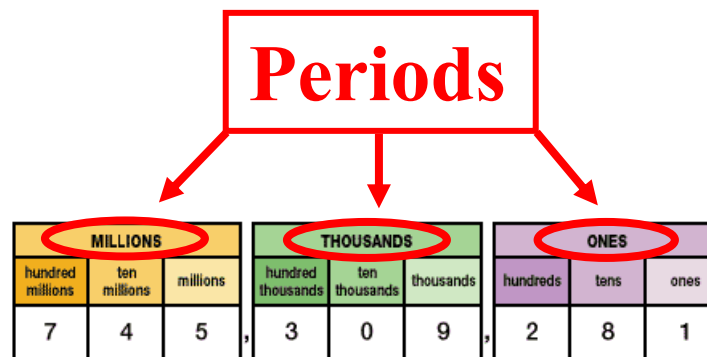 Periods
MILLIONS THOUSANDS ONES
hundred millions ten millions millions hundred thousands ten thousands thousands hundreds tens ones
7 4 5 , 3 0 9 , 2 8 1